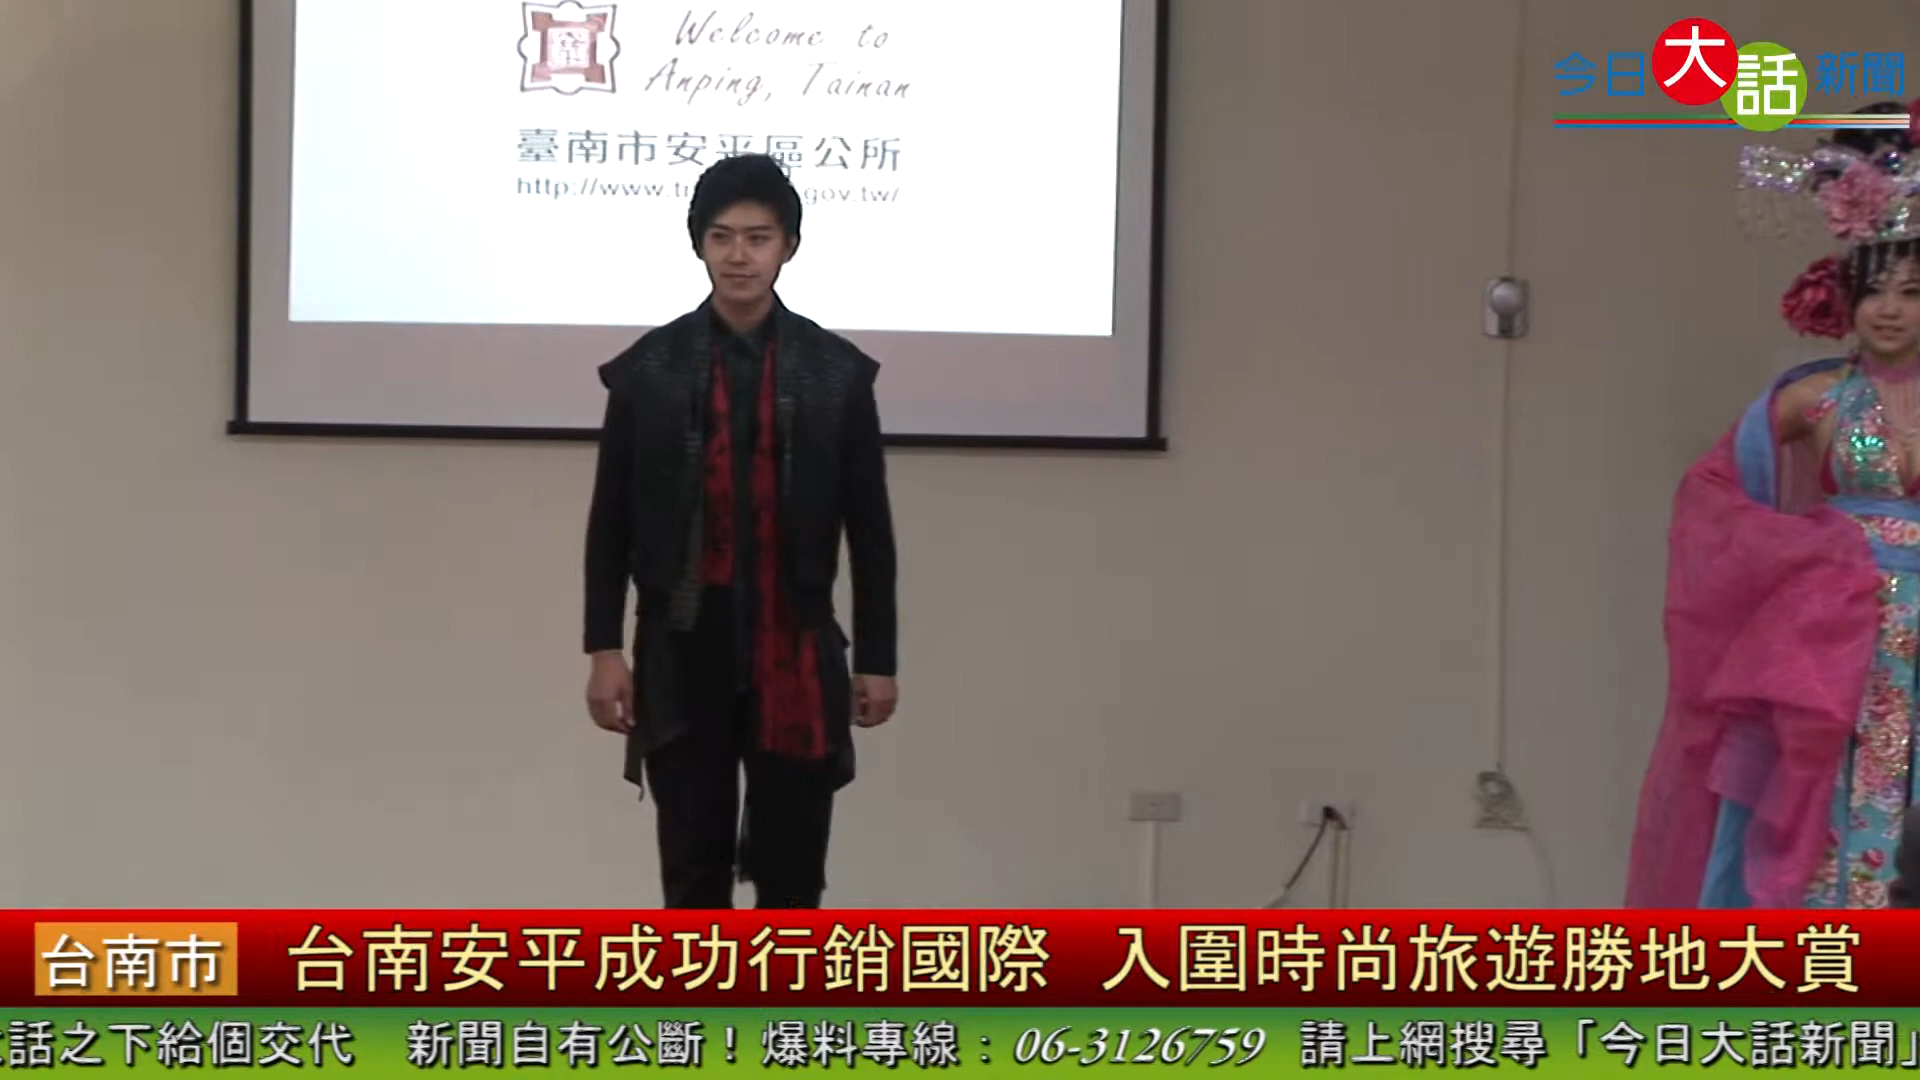 Welcome to
Anping, Tainan
臺南市安平區公所
http://www.t gov.tw/
今日大話新聞
台南市
台南安平成功行銷國際 入圍時尚旅遊勝地大賞
話之下給個交代 新聞自有公斷！爆料專線：06-3126759 請上網搜尋「今日大話新聞」